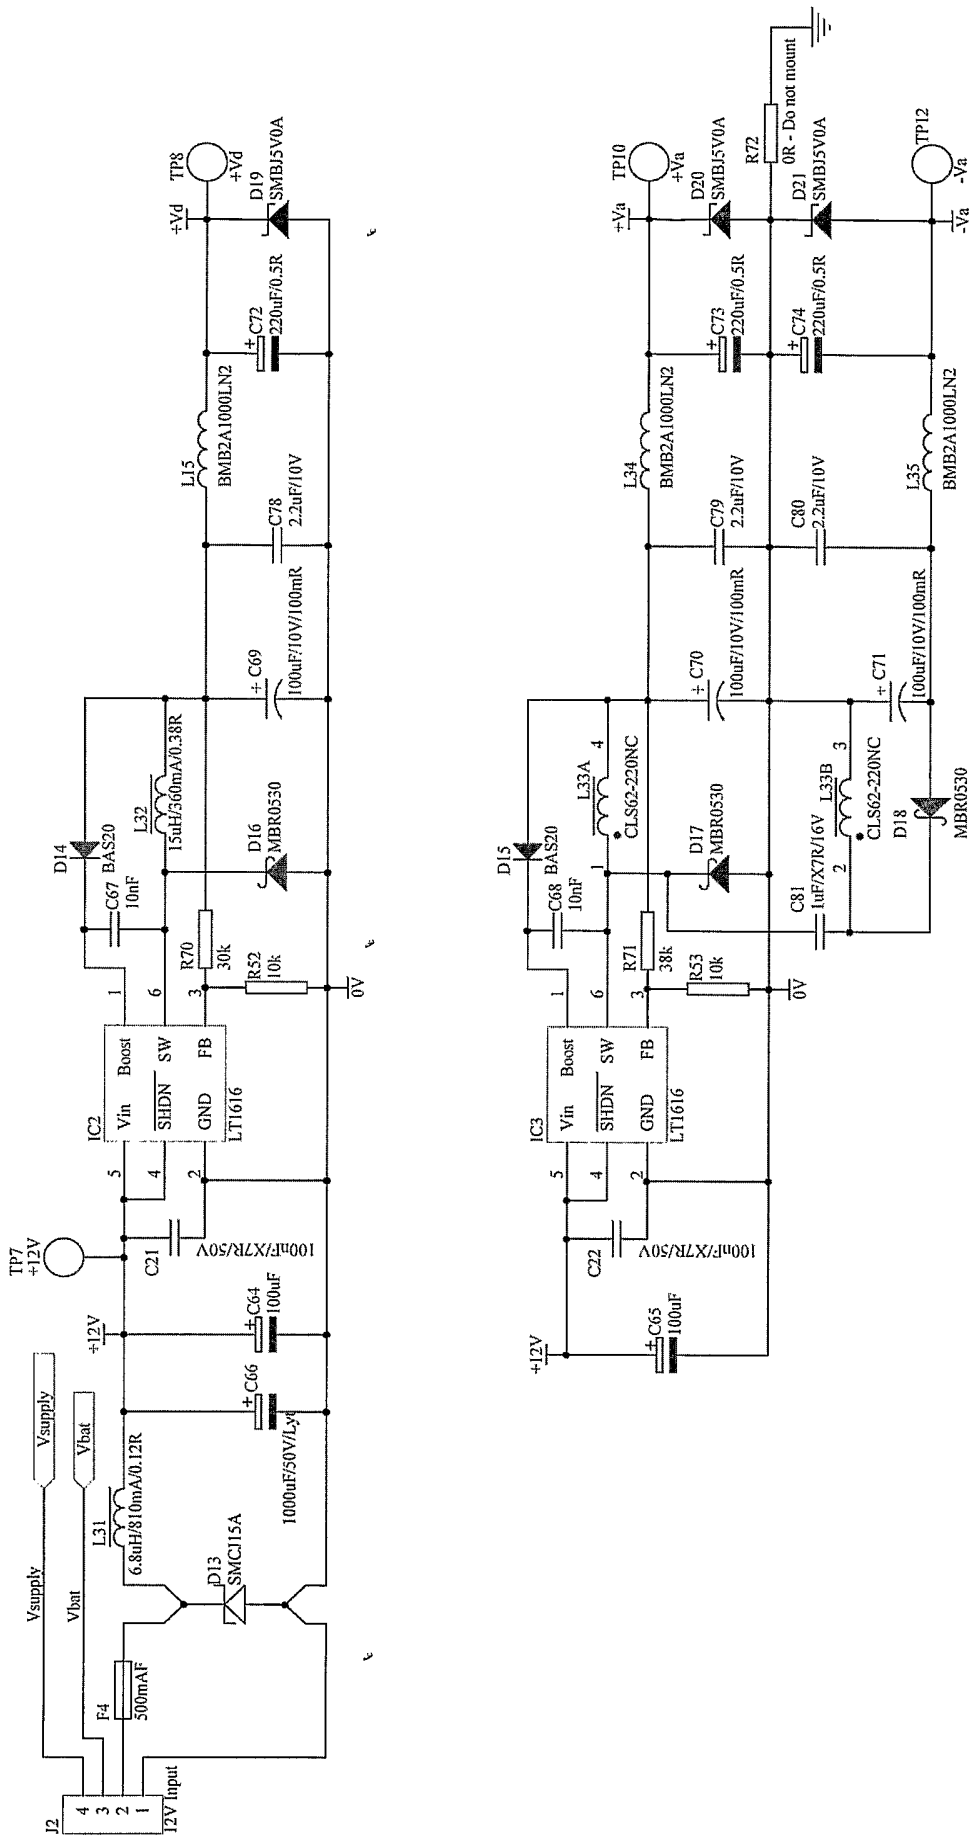 J2
4
3
2
1
12V Input
Vsupply
Vbat
Vsupply
Vbat
F4
500mAF
D13
SMCJ15A
L31
6.8uH/810mA/0.12R
+ C66
1000uF/50V/Lyt
+12V
+ C64
100uF
TP7
+12V
C21
100nF/X7R/50V
IC2
5
4
2
Vin
SHDN
GND
Boost
SW
FB
LT1616
1
6
3
R70
30k
R52
10k
0V
C67
10nF
D14
BAS20
L32
15uH/360mA/0.38R
D16
MBR0530
+ C69
100uF/10V/100mR
C78
2.2uF/10V
L15
BMB2A1000LN2
+ C72
220uF/0.5R
+Vd
D19
SMBJ5V0A
TP8
+Vd
+12V
+ C65
100uF
C22
100nF/X7R/50V
IC3
5
4
2
Vin
SHDN
GND
Boost
SW
FB
LT1616
1
6
3
R71
38k
R53
10k
0V
C68
10nF
D15
BAS20
1
L33A
4
CLS62-220NC
D17
MBR0530
C81
1uF/X7R/16V
2
L33B
3
CLS62-220NC
D18
MBR0530
+ C70
100uF/10V/100mR
+ C71
100uF/10V/100mR
C79
2.2uF/10V
C80
2.2uF/10V
L34
BMB2A1000LN2
L35
BMB2A1000LN2
+ C73
220uF/0.5R
+ C74
220uF/0.5R
+Va
D20
SMBJ5V0A
D21
SMBJ5V0A
-Va
TP10
+Va
R72
0R - Do not mount
TP12
-Va